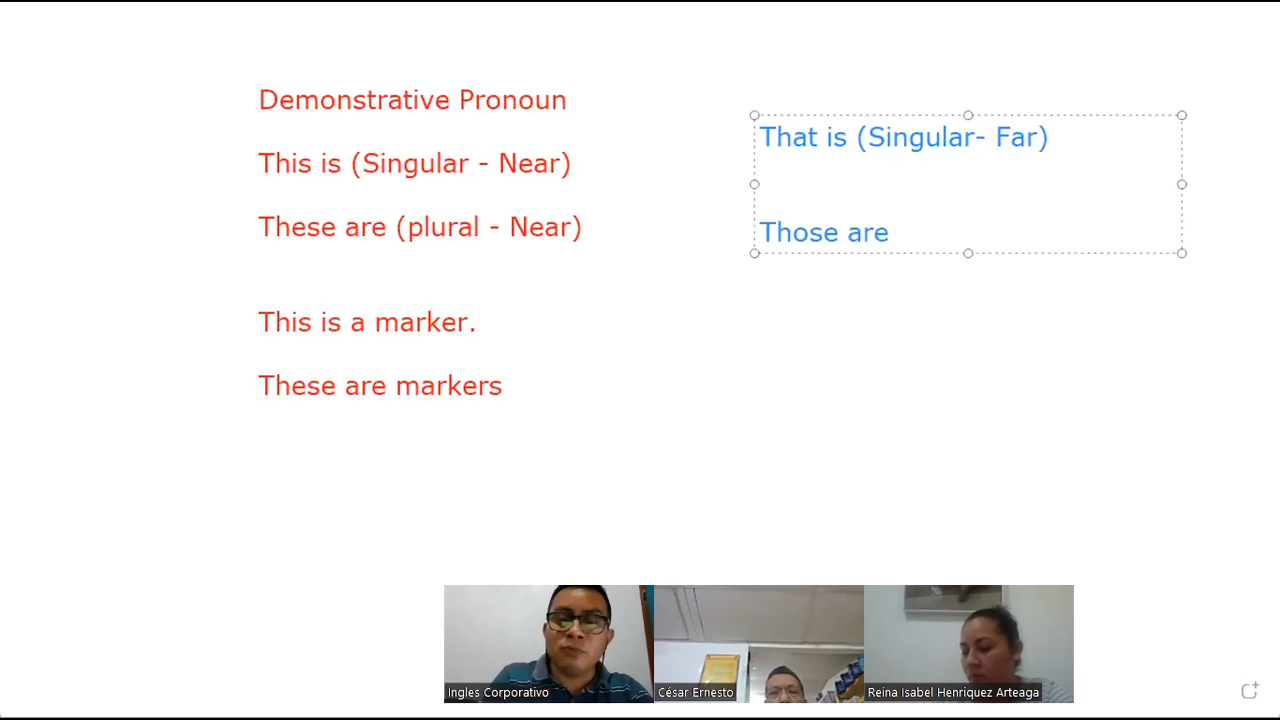 Demonstrative Pronoun
This is (Singular - Near)
These are (plural - Near)
This is a marker.
These are markers
That is (Singular- Far)
Those are
Ingles Corporativo
César Ernesto
Reina Isabel Henriquez Arteaga